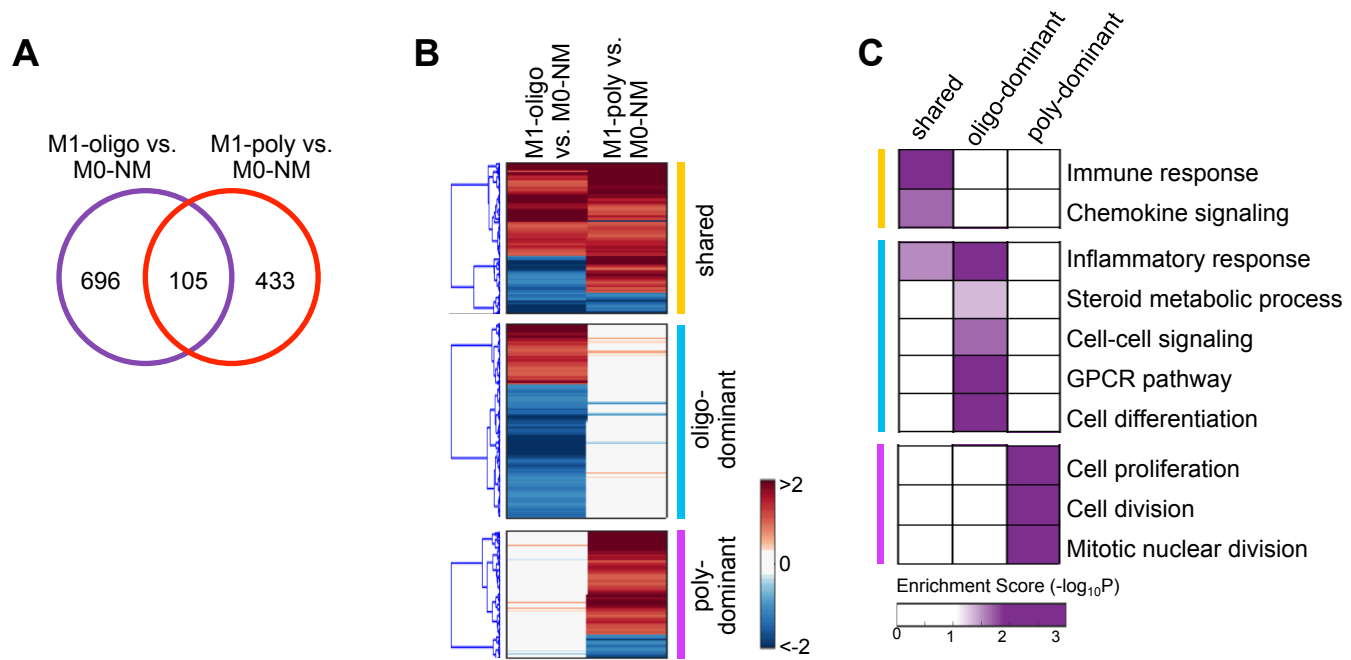 A
M1-oligo vs.
M0-NM
M1-poly vs.
M0-NM
696
105
433
B
M1-oligo
vs. M0-NM
M1-poly vs.
M0-NM
shared
oligo-
dominant
poly-
dominant
>2
0
<-2
C
shared
oligo-dominant
poly-dominant
Immune response
Chemokine signaling
Inflammatory response
Steroid metabolic process
Cell-cell signaling
GPCR pathway
Cell differentiation
Cell proliferation
Cell division
Mitotic nuclear division
Enrichment Score (-log₁₀P)
0 1 2 3